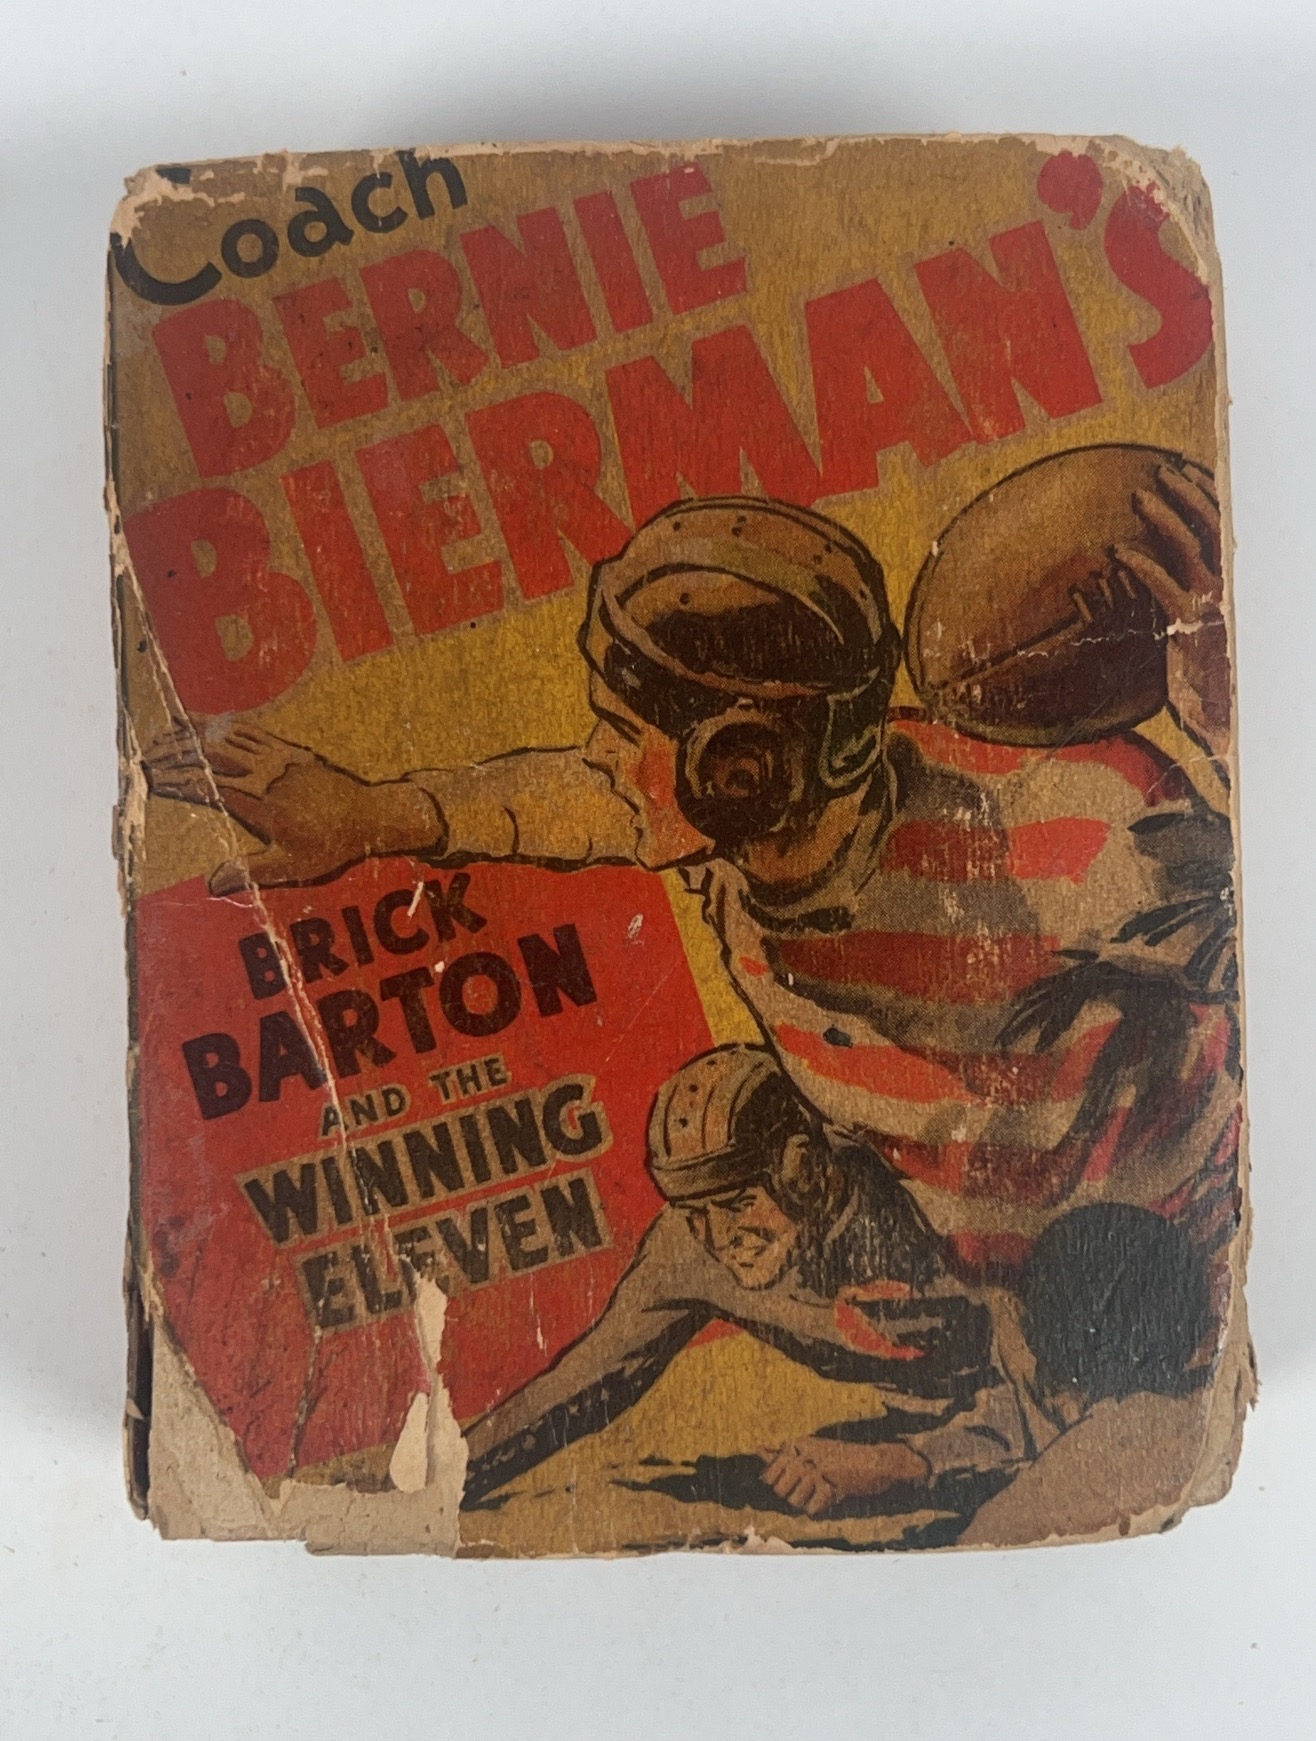 Coach
BERNIE
BIERMAN'S
BRICK
BARTON
AND THE
WINNING
ELEVEN